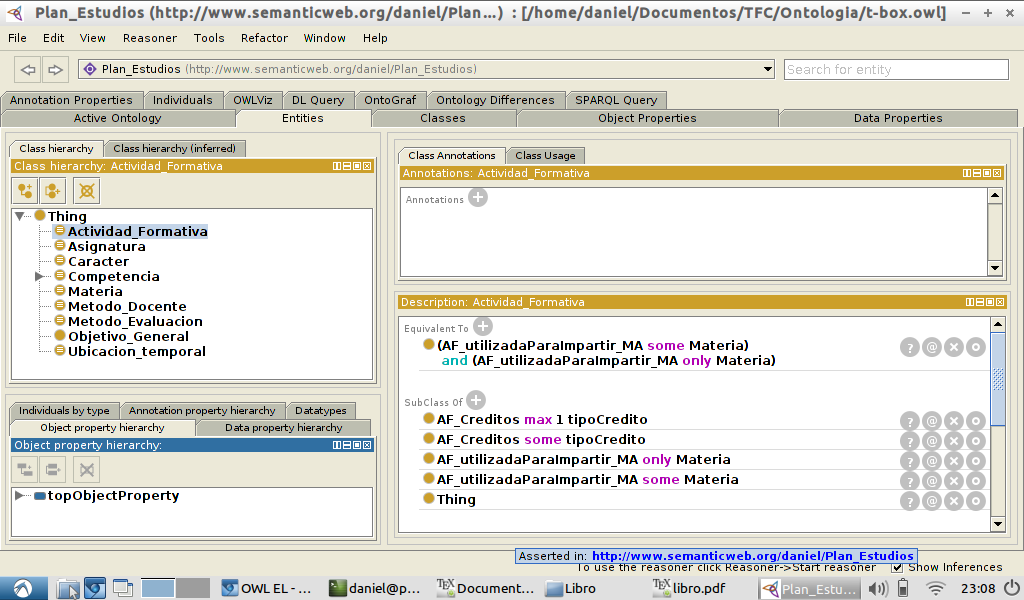 Plan_Estudios (http://www.semanticweb.org/daniel/Plan...) : [/home/daniel/Documentos/TFC/Ontologia/t-box.owl]
File Edit View Reasoner Tools Refactor Window Help
Plan_Estudios (http://www.semanticweb.org/daniel/Plan_Estudios)
Search for entity
Annotation Properties Individuals OWLViz DL Query OntoGraf Ontology Differences SPARQL Query
Active Ontology Entities Classes Object Properties Data Properties
Class hierarchy Class hierarchy (inferred)
Class hierarchy: Actividad_Formativa
Thing
Actividad_Formativa
Asignatura
Caracter
Competencia
Materia
Metodo_Docente
Metodo_Evaluacion
Objetivo_General
Ubicacion_temporal
Individuals by type Annotation property hierarchy Datatypes
Object property hierarchy Data property hierarchy
Object property hierarchy:
topObjectProperty
Class Annotations Class Usage
Annotations: Actividad_Formativa
Annotations
Description: Actividad_Formativa
Equivalent To
(AF_utilizadaParaImpartir_MA some Materia)
and (AF_utilizadaParaImpartir_MA only Materia)
SubClass Of
AF_Creditos max 1 tipoCredito
AF_Creditos some tipoCredito
AF_utilizadaParaImpartir_MA only Materia
AF_utilizadaParaImpartir_MA some Materia
Thing
Asserted in: http://www.semanticweb.org/daniel/Plan_Estudios
To use the reasoner click Reasoner->Start reasoner Show Inferences
OWL EL - ... daniel@p... Document... Libro libro.pdf Plan_Estu... 23:08